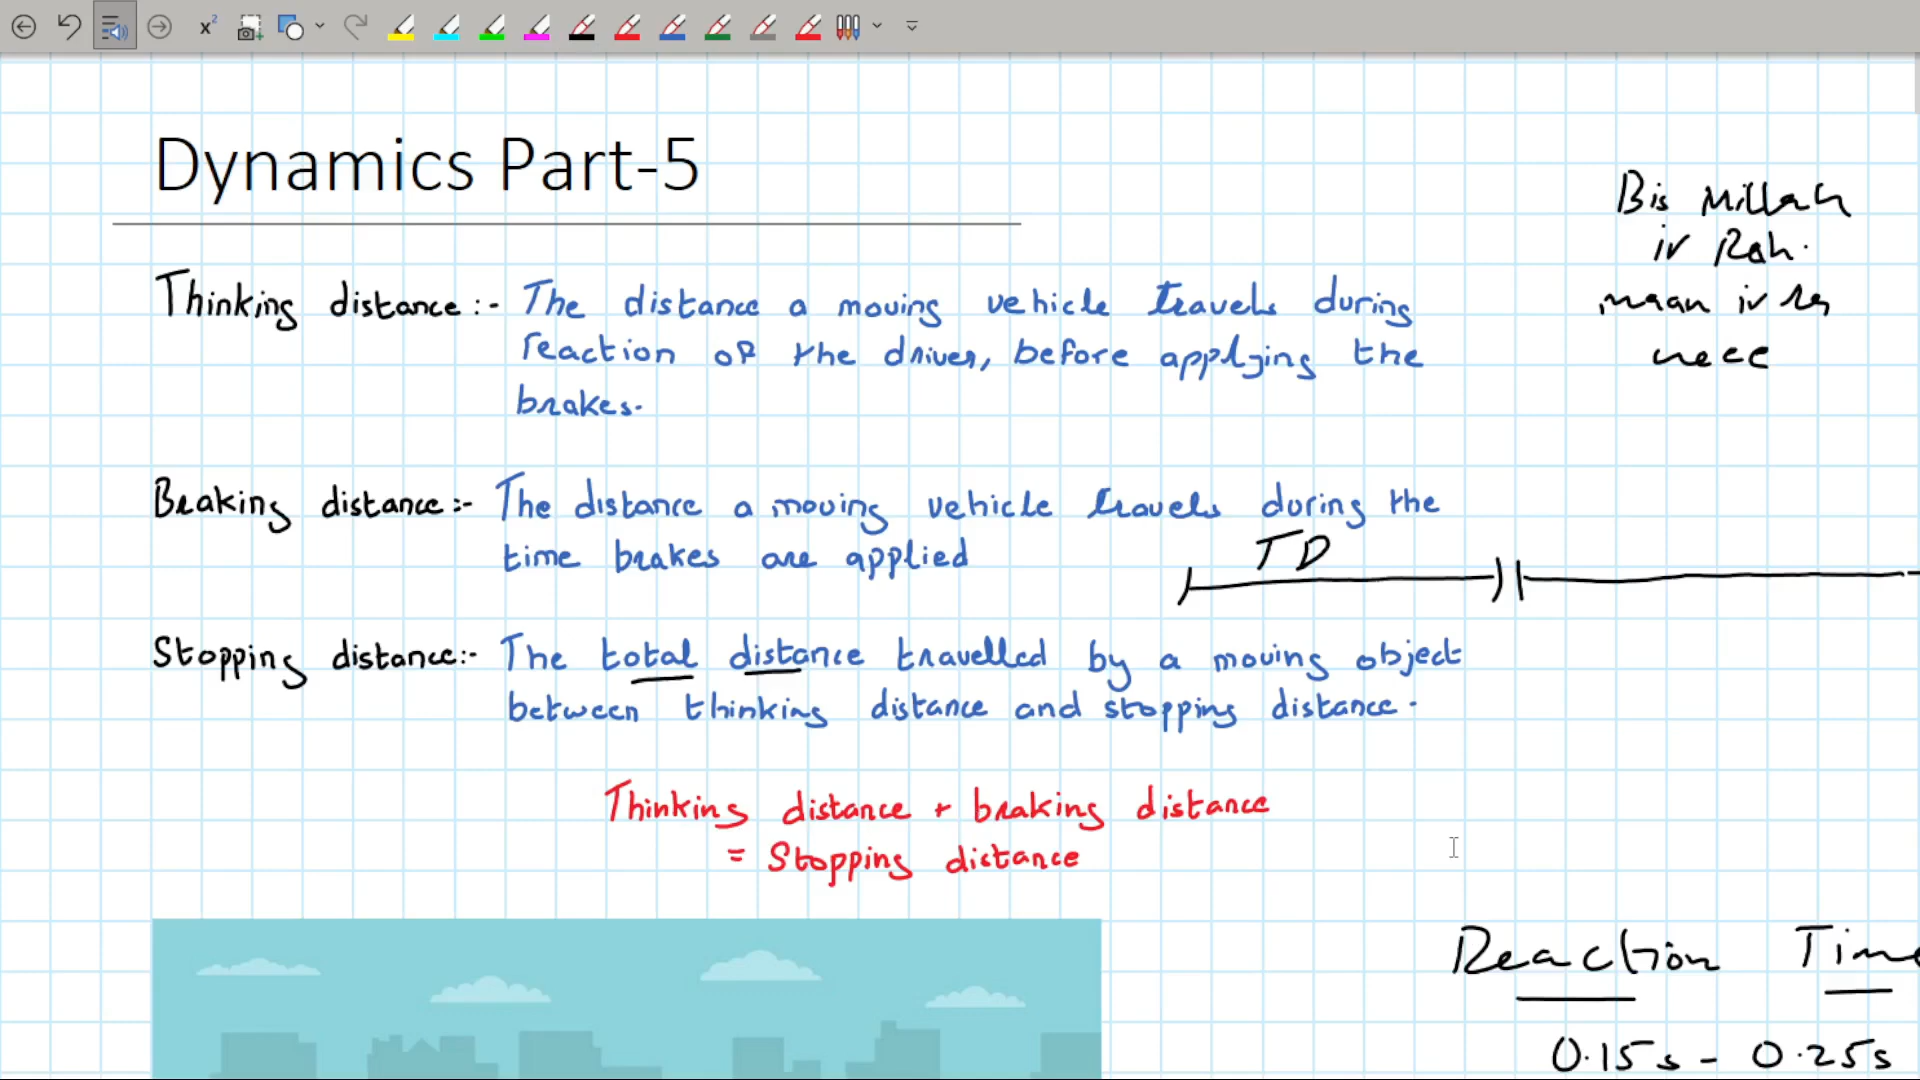 Dynamics Part-5
Bis Millah
ir Rah.
maan ir
Thinking distance:- The distance a moving vehicle travels during
reaction of the driver, before applying the
brakes.
Braking distance:- The distance a moving vehicle travels during the
time brakes are applied
TD
Stopping distance:- The total distance travelled by a moving object
between thinking distance and stopping distance.
Thinking distance + braking distance
= Stopping distance
Reaction Time
0.15s - 0.25s